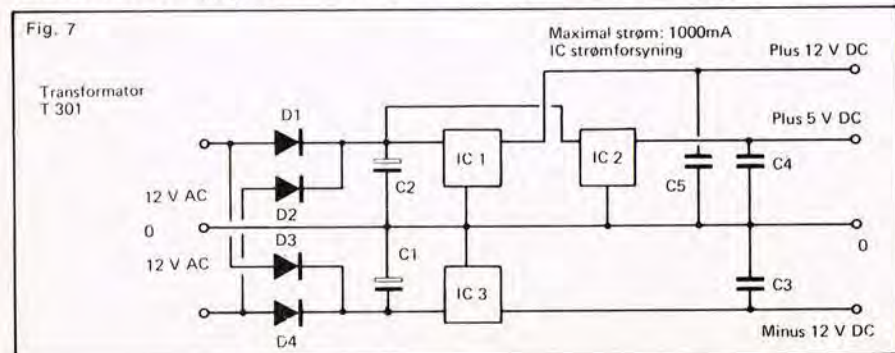 Fig. 7
Maximal strøm: 1000mA
IC strømforsyning
Plus 12 V DC
Transformator
T 301
D1
Plus 5 V DC
IC 1
IC 2
C2
C5
C4
12 V AC
D2
0
0
D3
12 V AC
C1
IC 3
C3
D4
Minus 12 V DC